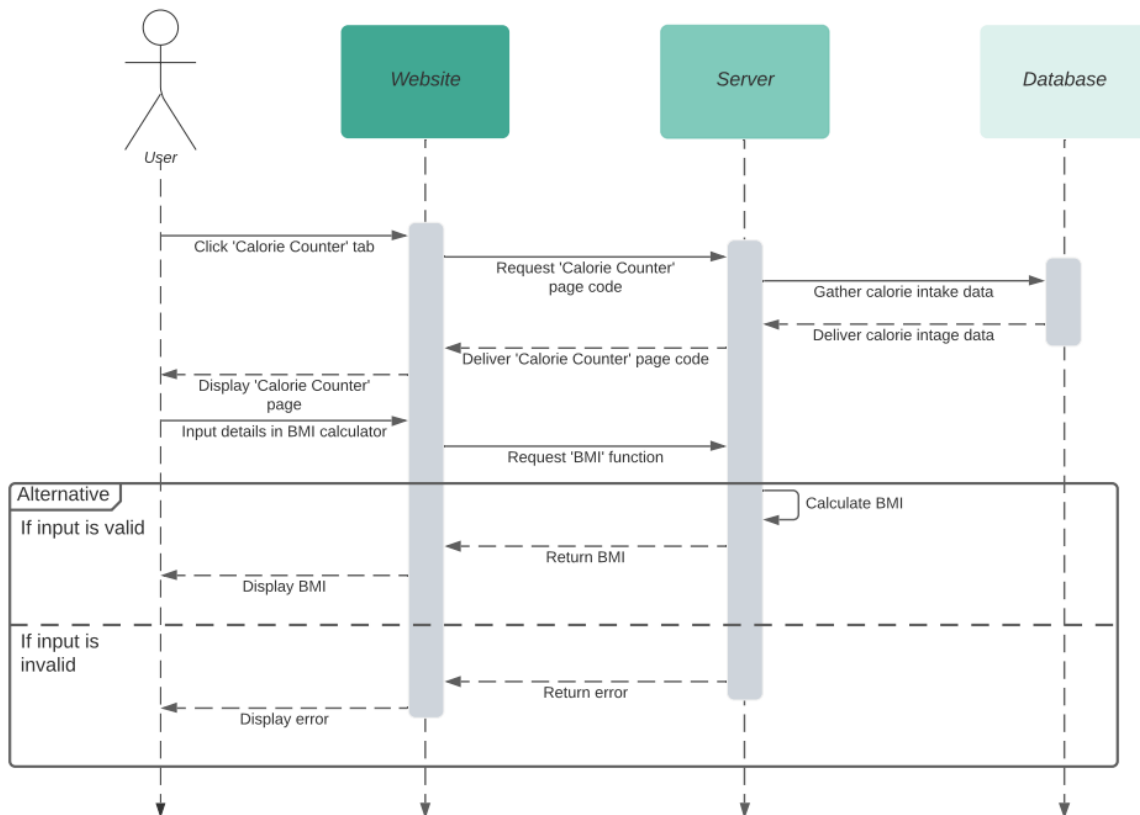 Website
Server
Database
User
Click 'Calorie Counter' tab
Request 'Calorie Counter'
page code
Gather calorie intake data
Deliver calorie intage data
Deliver 'Calorie Counter' page code
Display 'Calorie Counter'
page
Input details in BMI calculator
Request 'BMI' function
Alternative
If input is valid
Calculate BMI
Return BMI
Display BMI
If input is
invalid
Return error
Display error